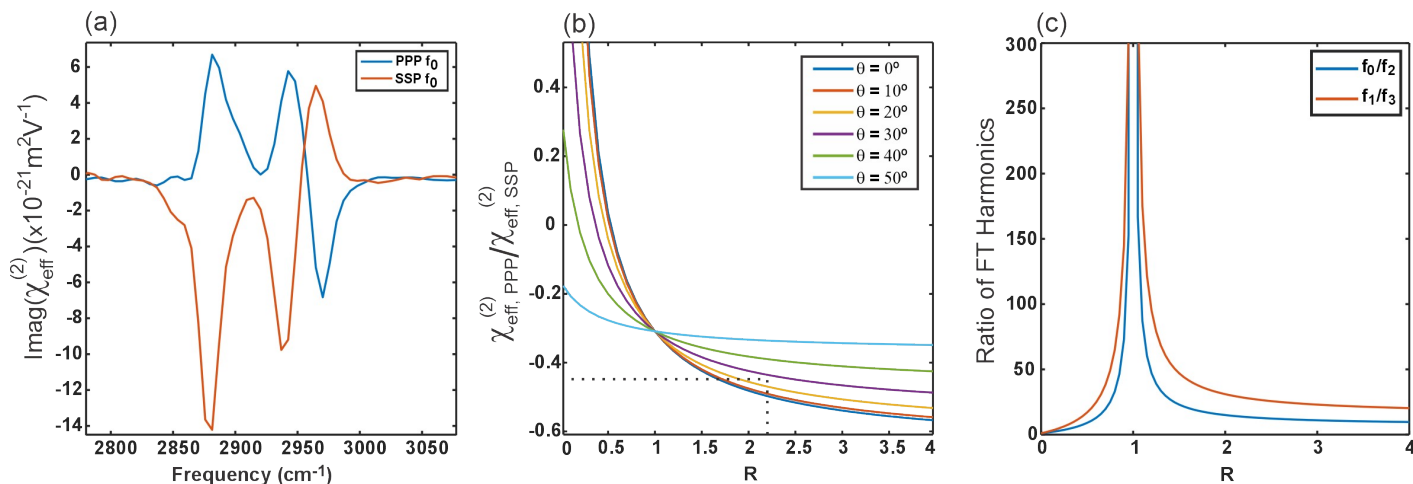 (a)
PPP f0
SSP f0
Imag(χeff(2))(x10-21m2V-1)
6
4
2
0
-2
-4
-6
-8
-10
-12
-14
2800
2850
2900
2950
3000
3050
Frequency (cm-1)
(b)
θ = 0º
θ = 10º
θ = 20º
θ = 30º
θ = 40º
θ = 50º
χeff, PPP(2)/χeff, SSP(2)
0.4
0.2
0
-0.2
-0.4
-0.6
0
0.5
1
1.5
2
2.5
3
3.5
4
R
(c)
f0/f2
f1/f3
Ratio of FT Harmonics
300
250
200
150
100
50
0
0
1
2
3
4
R